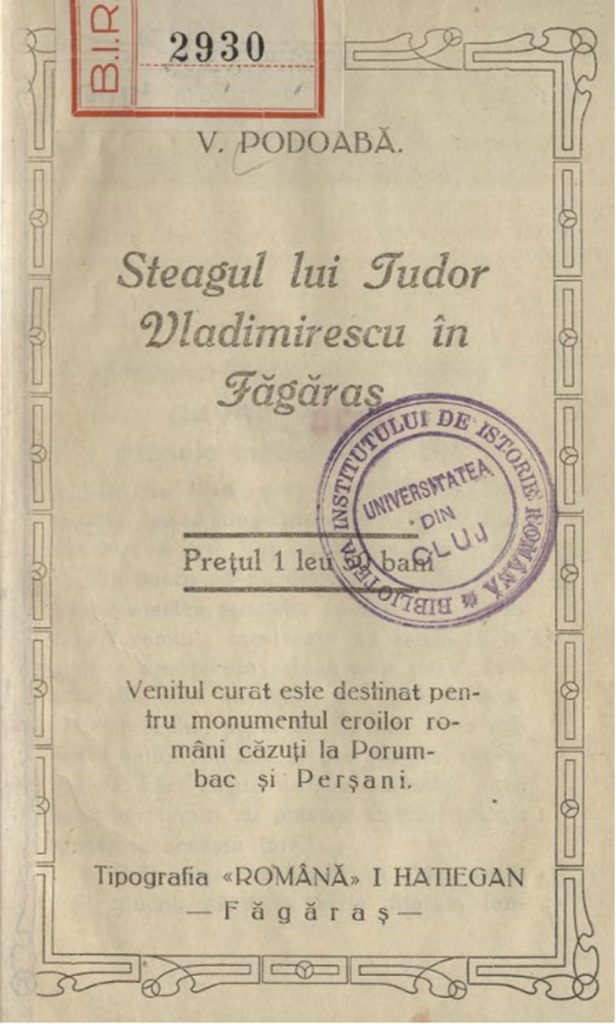 B.I.R
2930
V. PODOABĂ.
Steagul lui Tudor
Vladimirescu în
Făgăraș
BIBLIOTECA INSTITUTULUI DE ISTORIE ROMÂNĂ
UNIVERSITATEA
DIN
CLUJ
Prețul 1 leu bani
Venitul curat este destinat pen-
tru monumentul eroilor ro-
mâni căzuți la Porum-
bac și Perșani.
Tipografia «ROMÂNĂ» I HATIEGAN
— Făgăraș —